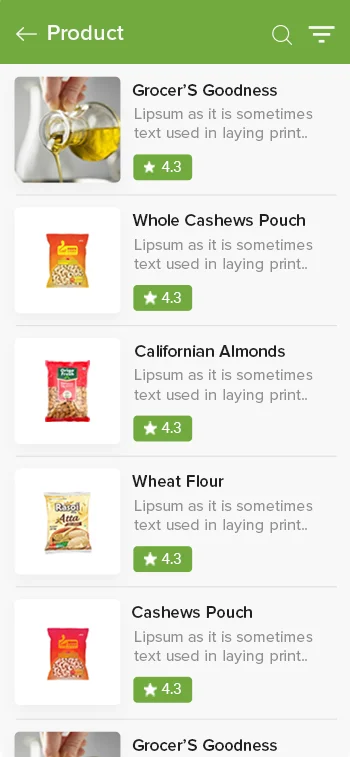 Product
Grocer'S Goodness
Lipsum as it is sometimes
text used in laying print..
4.3
Whole Cashews Pouch
Lipsum as it is sometimes
text used in laying print..
4.3
Californian Almonds
Lipsum as it is sometimes
text used in laying print..
4.3
Wheat Flour
Lipsum as it is sometimes
text used in laying print..
4.3
Rasoi
Atta
Cashews Pouch
Lipsum as it is sometimes
text used in laying print..
4.3
Grocer'S Goodness